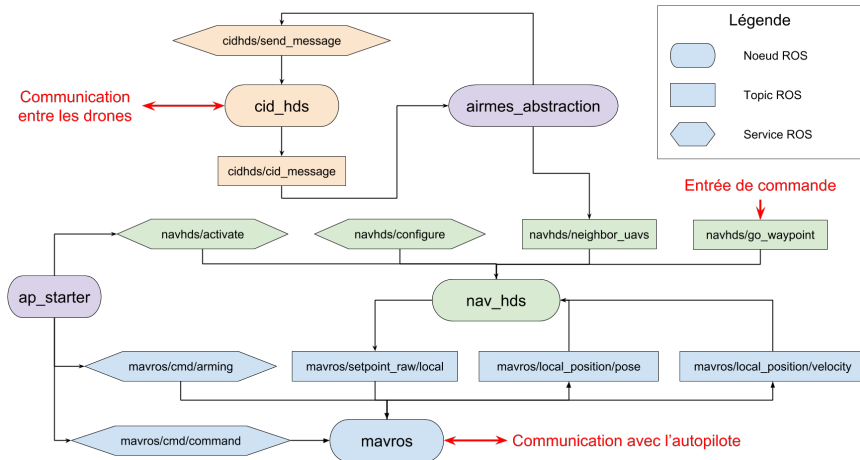 cidhds/send_message
Légende
Noeud ROS
Communication
entre les drones
cid_hds
airmes_abstraction
Topic ROS
Service ROS
cidhds/cid_message
Entrée de commande
navhds/activate
navhds/configure
navhds/neighbor_uavs
navhds/go_waypoint
ap_starter
nav_hds
mavros/cmd/arming
mavros/setpoint_raw/local
mavros/local_position/pose
mavros/local_position/velocity
mavros/cmd/command
mavros
Communication avec l'autopilote